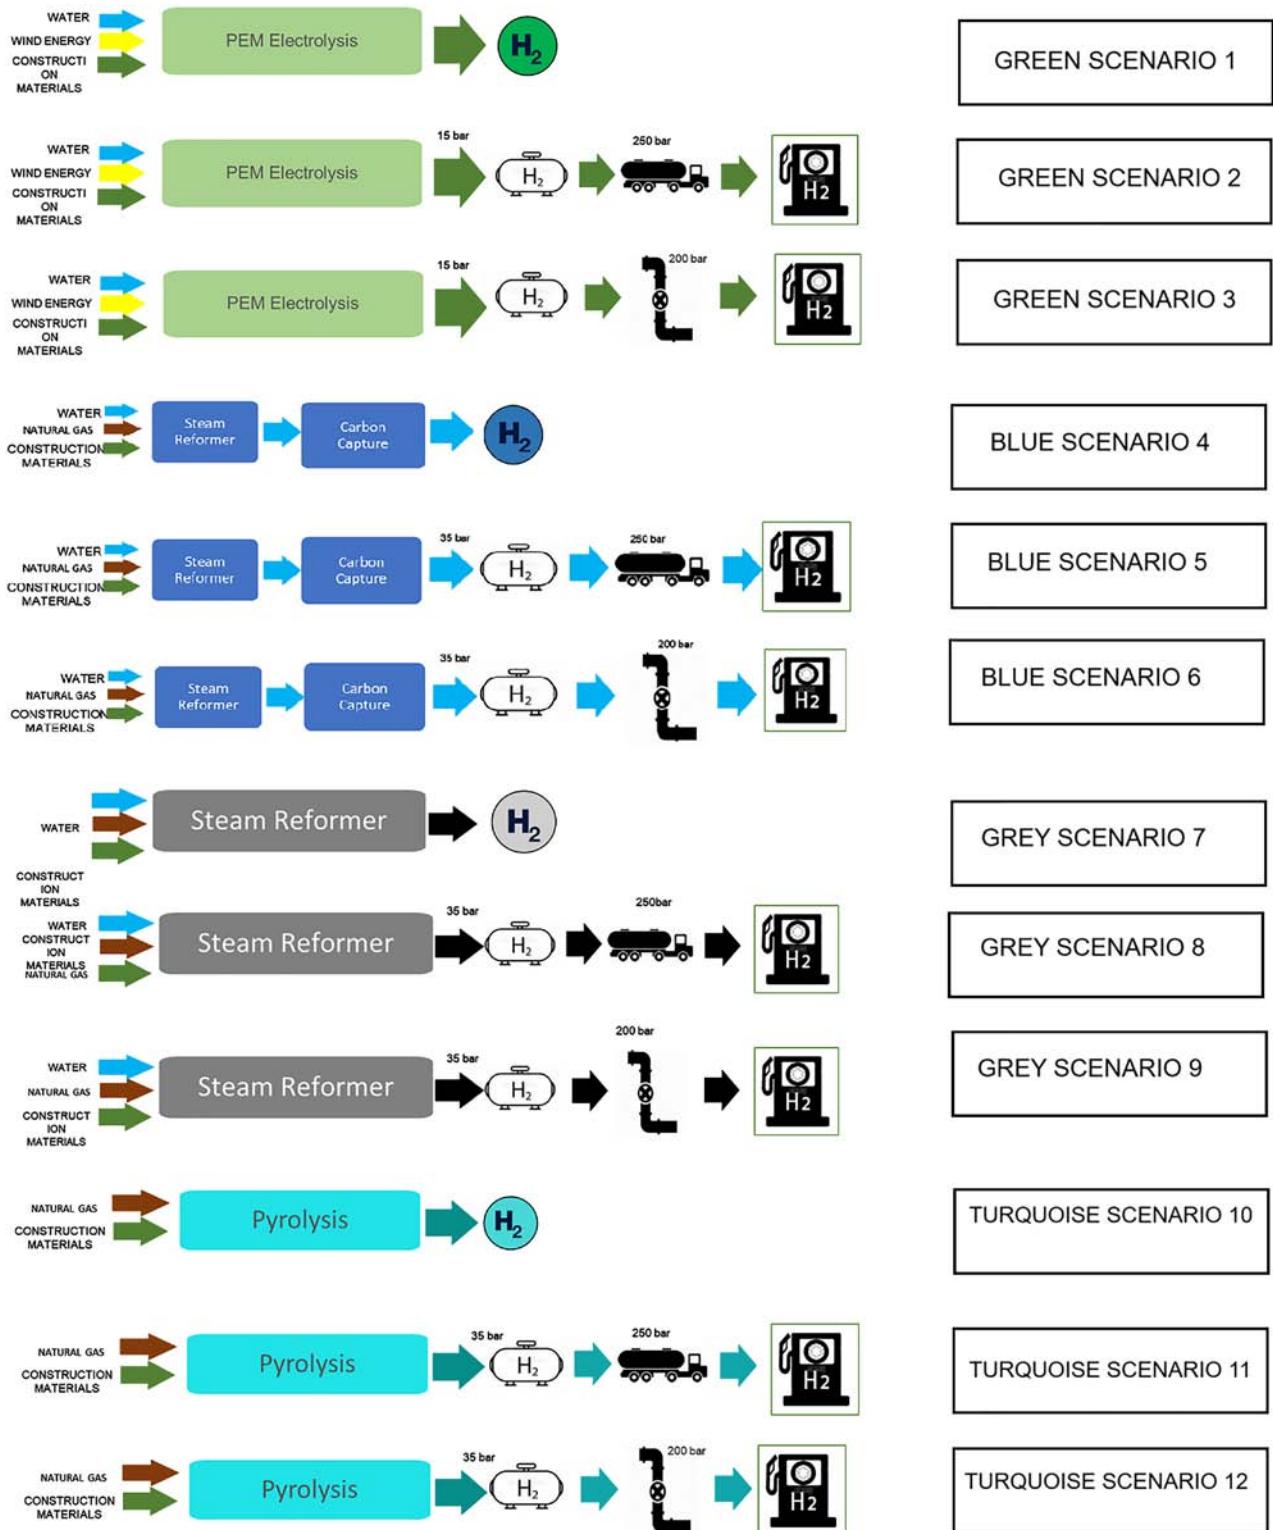 WATER
WIND ENERGY
CONSTRUCTI
ON
MATERIALS
PEM Electrolysis
H2
GREEN SCENARIO 1
WATER
WIND ENERGY
CONSTRUCTI
ON
MATERIALS
PEM Electrolysis
15 bar
H2
250 bar
H2
GREEN SCENARIO 2
WATER
WIND ENERGY
CONSTRUCTI
ON
MATERIALS
PEM Electrolysis
15 bar
H2
200 bar
H2
GREEN SCENARIO 3
WATER
NATURAL GAS
CONSTRUCTION
MATERIALS
Steam
Reformer
Carbon
Capture
H2
BLUE SCENARIO 4
WATER
NATURAL GAS
CONSTRUCTION
MATERIALS
Steam
Reformer
Carbon
Capture
35 bar
H2
250 bar
H2
BLUE SCENARIO 5
WATER
NATURAL GAS
CONSTRUCTION
MATERIALS
Steam
Reformer
Carbon
Capture
35 bar
H2
200 bar
H2
BLUE SCENARIO 6
WATER
CONSTRUCT
ION
MATERIALS
Steam Reformer
H2
GREY SCENARIO 7
WATER
CONSTRUCT
ION
MATERIALS
NATURAL GAS
Steam Reformer
35 bar
H2
250bar
H2
GREY SCENARIO 8
WATER
NATURAL GAS
CONSTRUCT
ION
MATERIALS
Steam Reformer
35 bar
H2
200 bar
H2
GREY SCENARIO 9
NATURAL GAS
CONSTRUCTION
MATERIALS
Pyrolysis
H2
TURQUOISE SCENARIO 10
NATURAL GAS
CONSTRUCTION
MATERIALS
Pyrolysis
35 bar
H2
250 bar
H2
TURQUOISE SCENARIO 11
NATURAL GAS
CONSTRUCTION
MATERIALS
Pyrolysis
35 bar
H2
200 bar
H2
TURQUOISE SCENARIO 12